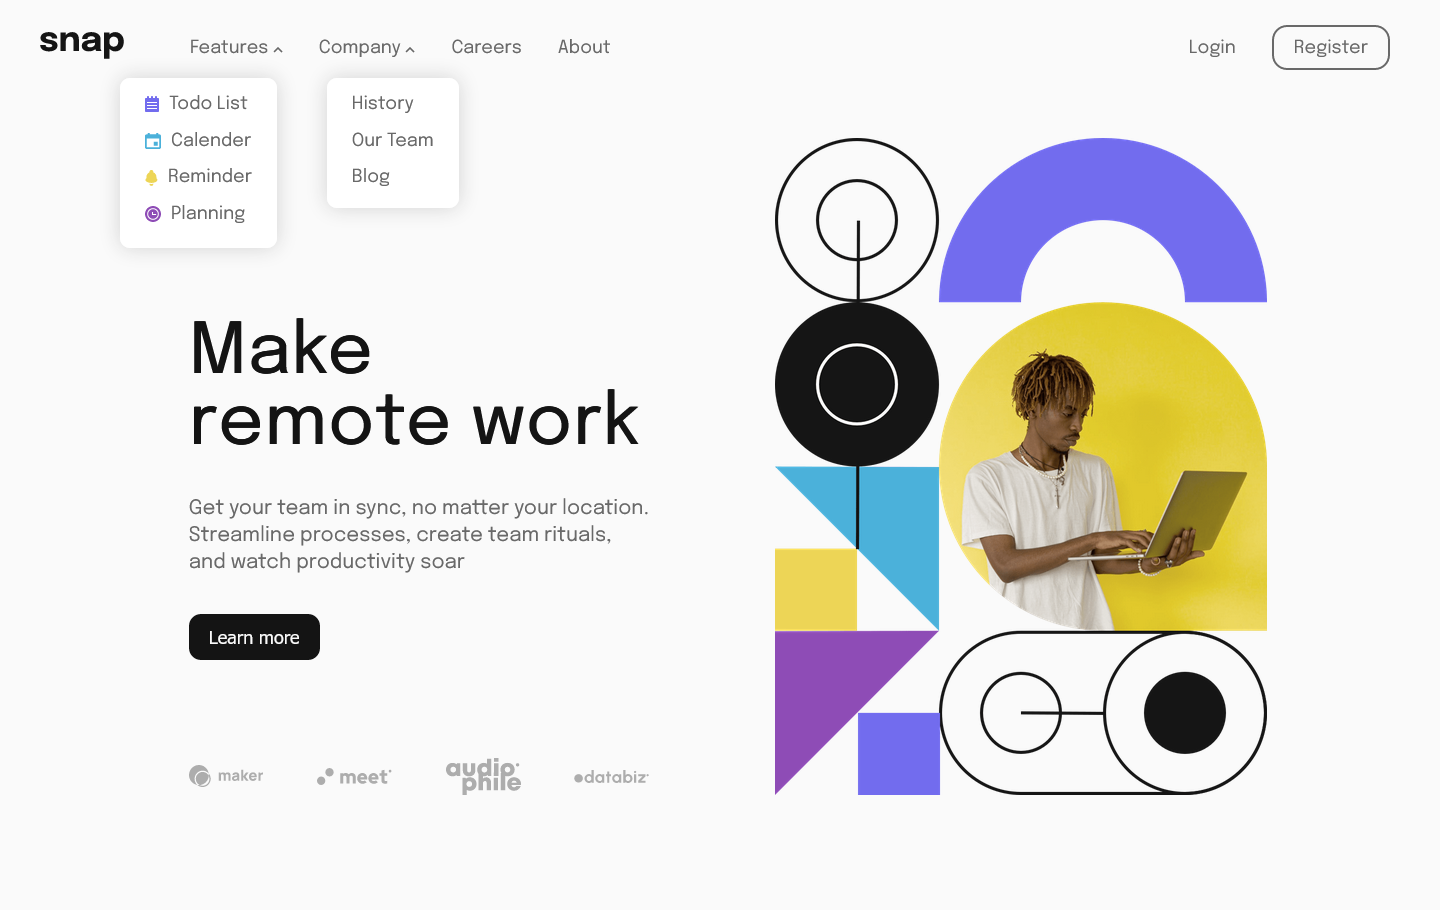 snap
Features
Company
Careers
About
Login
Register
Todo List
Calender
Reminder
Planning
History
Our Team
Blog
Make
remote work
Get your team in sync, no matter your location.
Streamline processes, create team rituals,
and watch productivity soar
Learn more
maker
meet
audio
phile
databiz